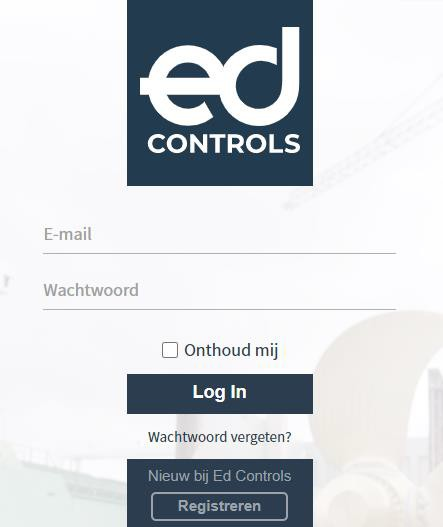 ed
CONTROLS
E-mail
Wachtwoord
Onthoud mij
Log In
Wachtwoord vergeten?
Nieuw bij Ed Controls
Registreren